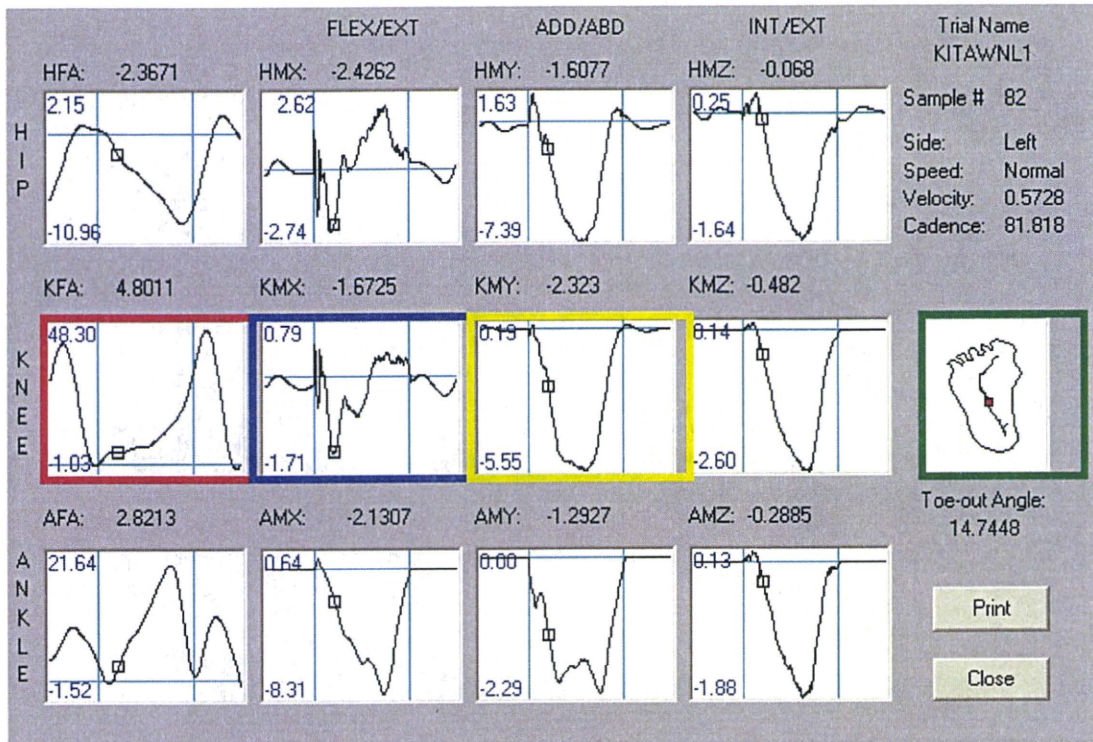 FLEX/EXT ADD/ABD INT/EXT Trial Name
KITAWNL1
HFA: -2.3671 HMX: -2.4262 HMY: -1.6077 HMZ: -0.068
2.15 2.62 1.63 0.25 Sample # 82
HIP
Side: Left
Speed: Normal
Velocity: 0.5728
Cadence: 81.818
-10.96 -2.74 -7.39 -1.64
KFA: 4.8011 KMX: -1.6725 KMY: -2.323 KMZ: -0.482
48.30 0.79 0.19 0.14
KNEE
-1.03 -1.71 -5.55 -2.60
Toe-out Angle:
14.7448
AFA: 2.8213 AMX: -2.1307 AMY: -1.2927 AMZ: -0.2885
21.64 0.64 0.00 0.13
ANKLE
-1.52 -8.31 -2.29 -1.88
Print
Close